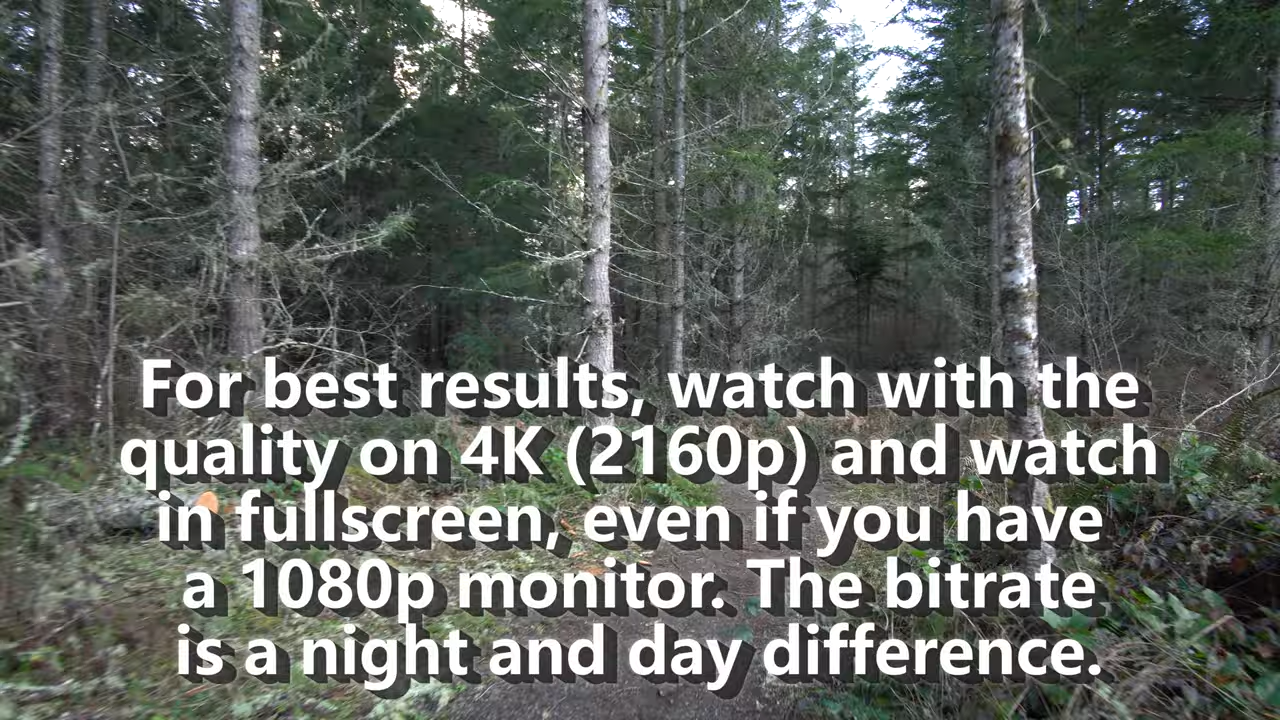 For best results, watch with the
quality on 4K (2160p) and watch
in fullscreen, even if you have
a 1080p monitor. The bitrate
is a night and day difference.